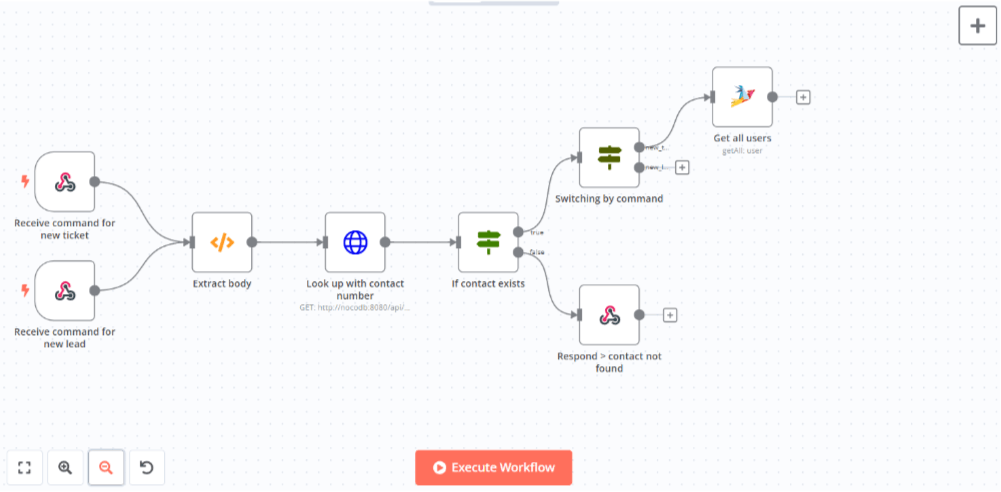 Get all users
getAll: user
new_t...
new_l...
Switching by command
Receive command for
new ticket
true
false
Extract body
Look up with contact
number
GET: http://nocodb:8080/api/...
If contact exists
Receive command for
new lead
Respond > contact not
found
Execute Workflow